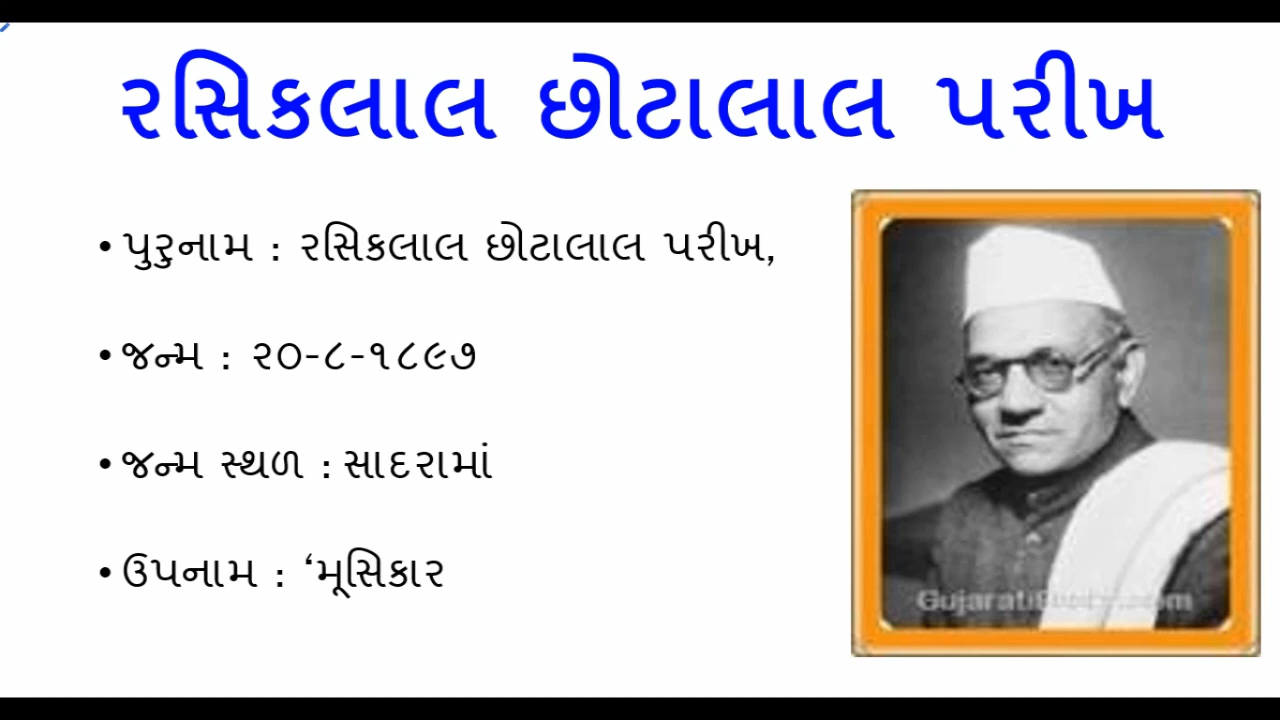 રસિકલાલ છોટાલાલ પરીખ
• પુરુનામ : રસિકલાલ છોટાલાલ પરીખ,
• જન્મ : ૨૦-૮-૧૮૯૭
• જન્મ સ્થળ : સાદરામાં
• ઉપનામ : ‘મૂસિકાર